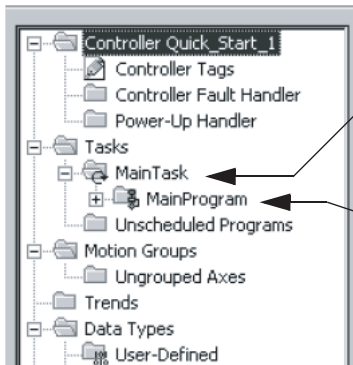 Controller Quick_Start_1
Controller Tags
Controller Fault Handler
Power-Up Handler
Tasks
MainTask
MainProgram
Unscheduled Programs
Motion Groups
Ungrouped Axes
Trends
Data Types
User-Defined